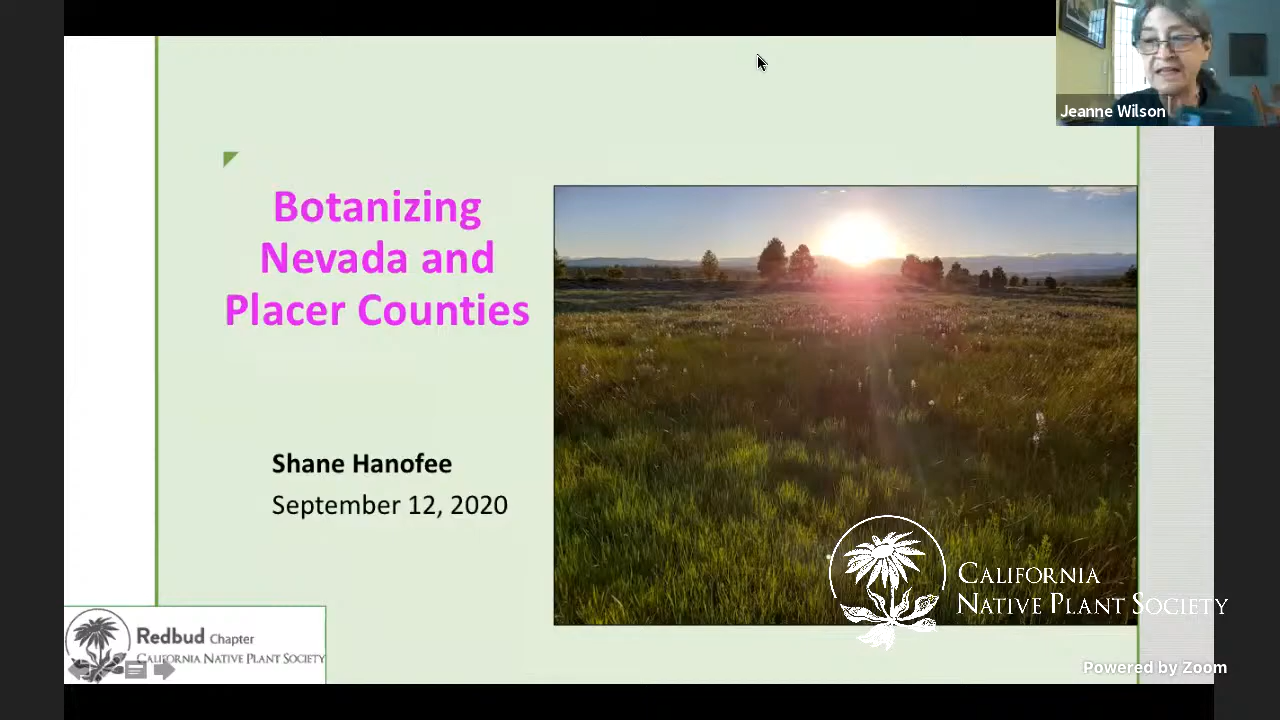 Jeanne Wilson
Botanizing
Nevada and
Placer Counties
Shane Hanofee
September 12, 2020
CALIFORNIA
NATIVE PLANT SOCIETY
Redbud Chapter
CALIFORNIA NATIVE PLANT SOCIETY
Powered by Zoom